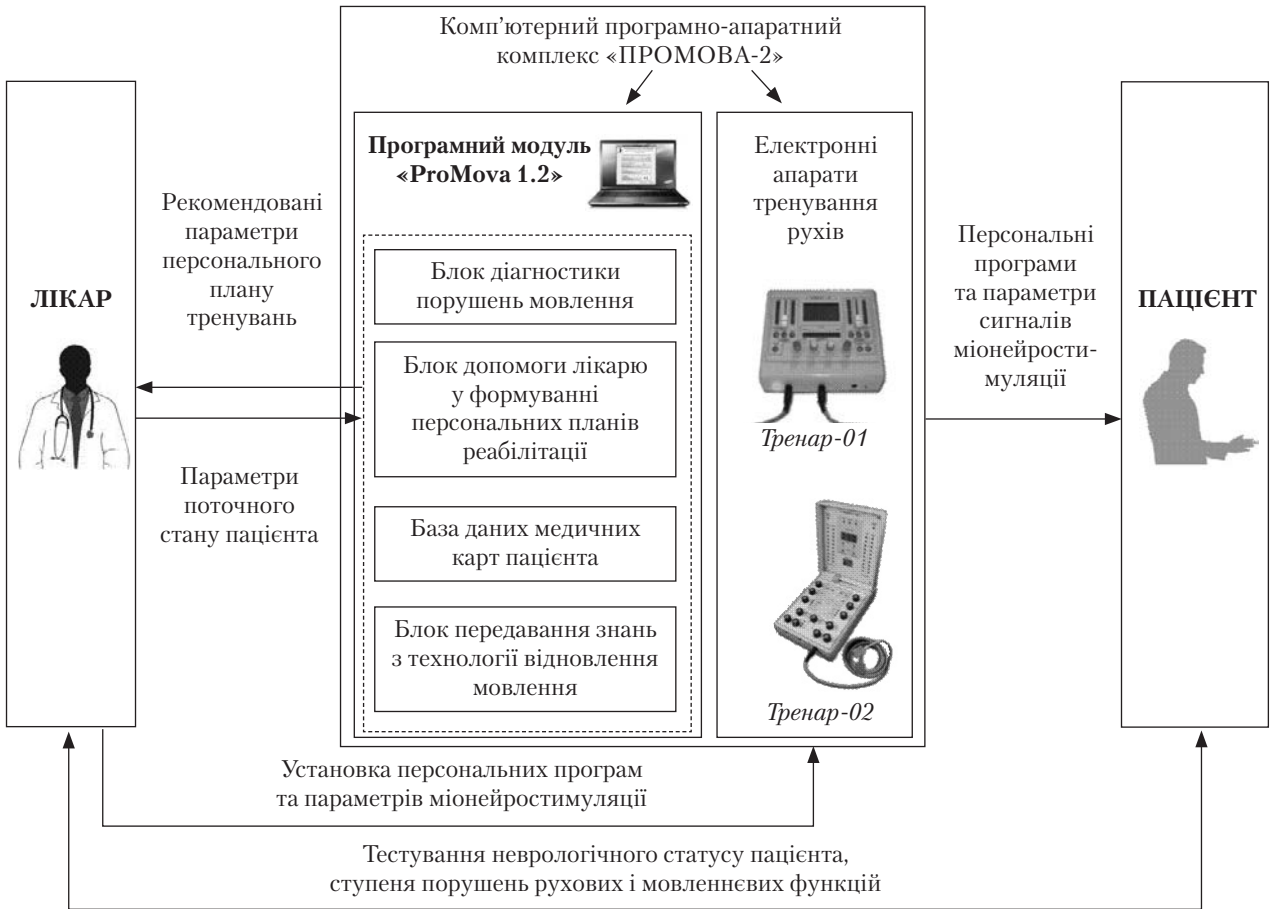 Комп’ютерний програмно-апаратний
комплекс «ПРОМОВА-2»
ЛІКАР
Рекомендовані
параметри
персонального
плану
тренувань
Параметри
поточного
стану пацієнта
Програмний модуль
«ProMova 1.2»
Блок діагностики
порушень мовлення
Блок допомоги лікарю
у формуванні
персональних планів
реабілітації
База даних медичних
карт пацієнта
Блок передавання знань
з технології відновлення
мовлення
Електронні
апарати
тренування
рухів
Тренар-01
Тренар-02
Персональні
програми
та параметри
сигналів
міонейрости-
муляції
ПАЦІЄНТ
Установка персональних програм
та параметрів міонейростимуляції
Тестування неврологічного статусу пацієнта,
ступеня порушень рухових і мовленнєвих функцій